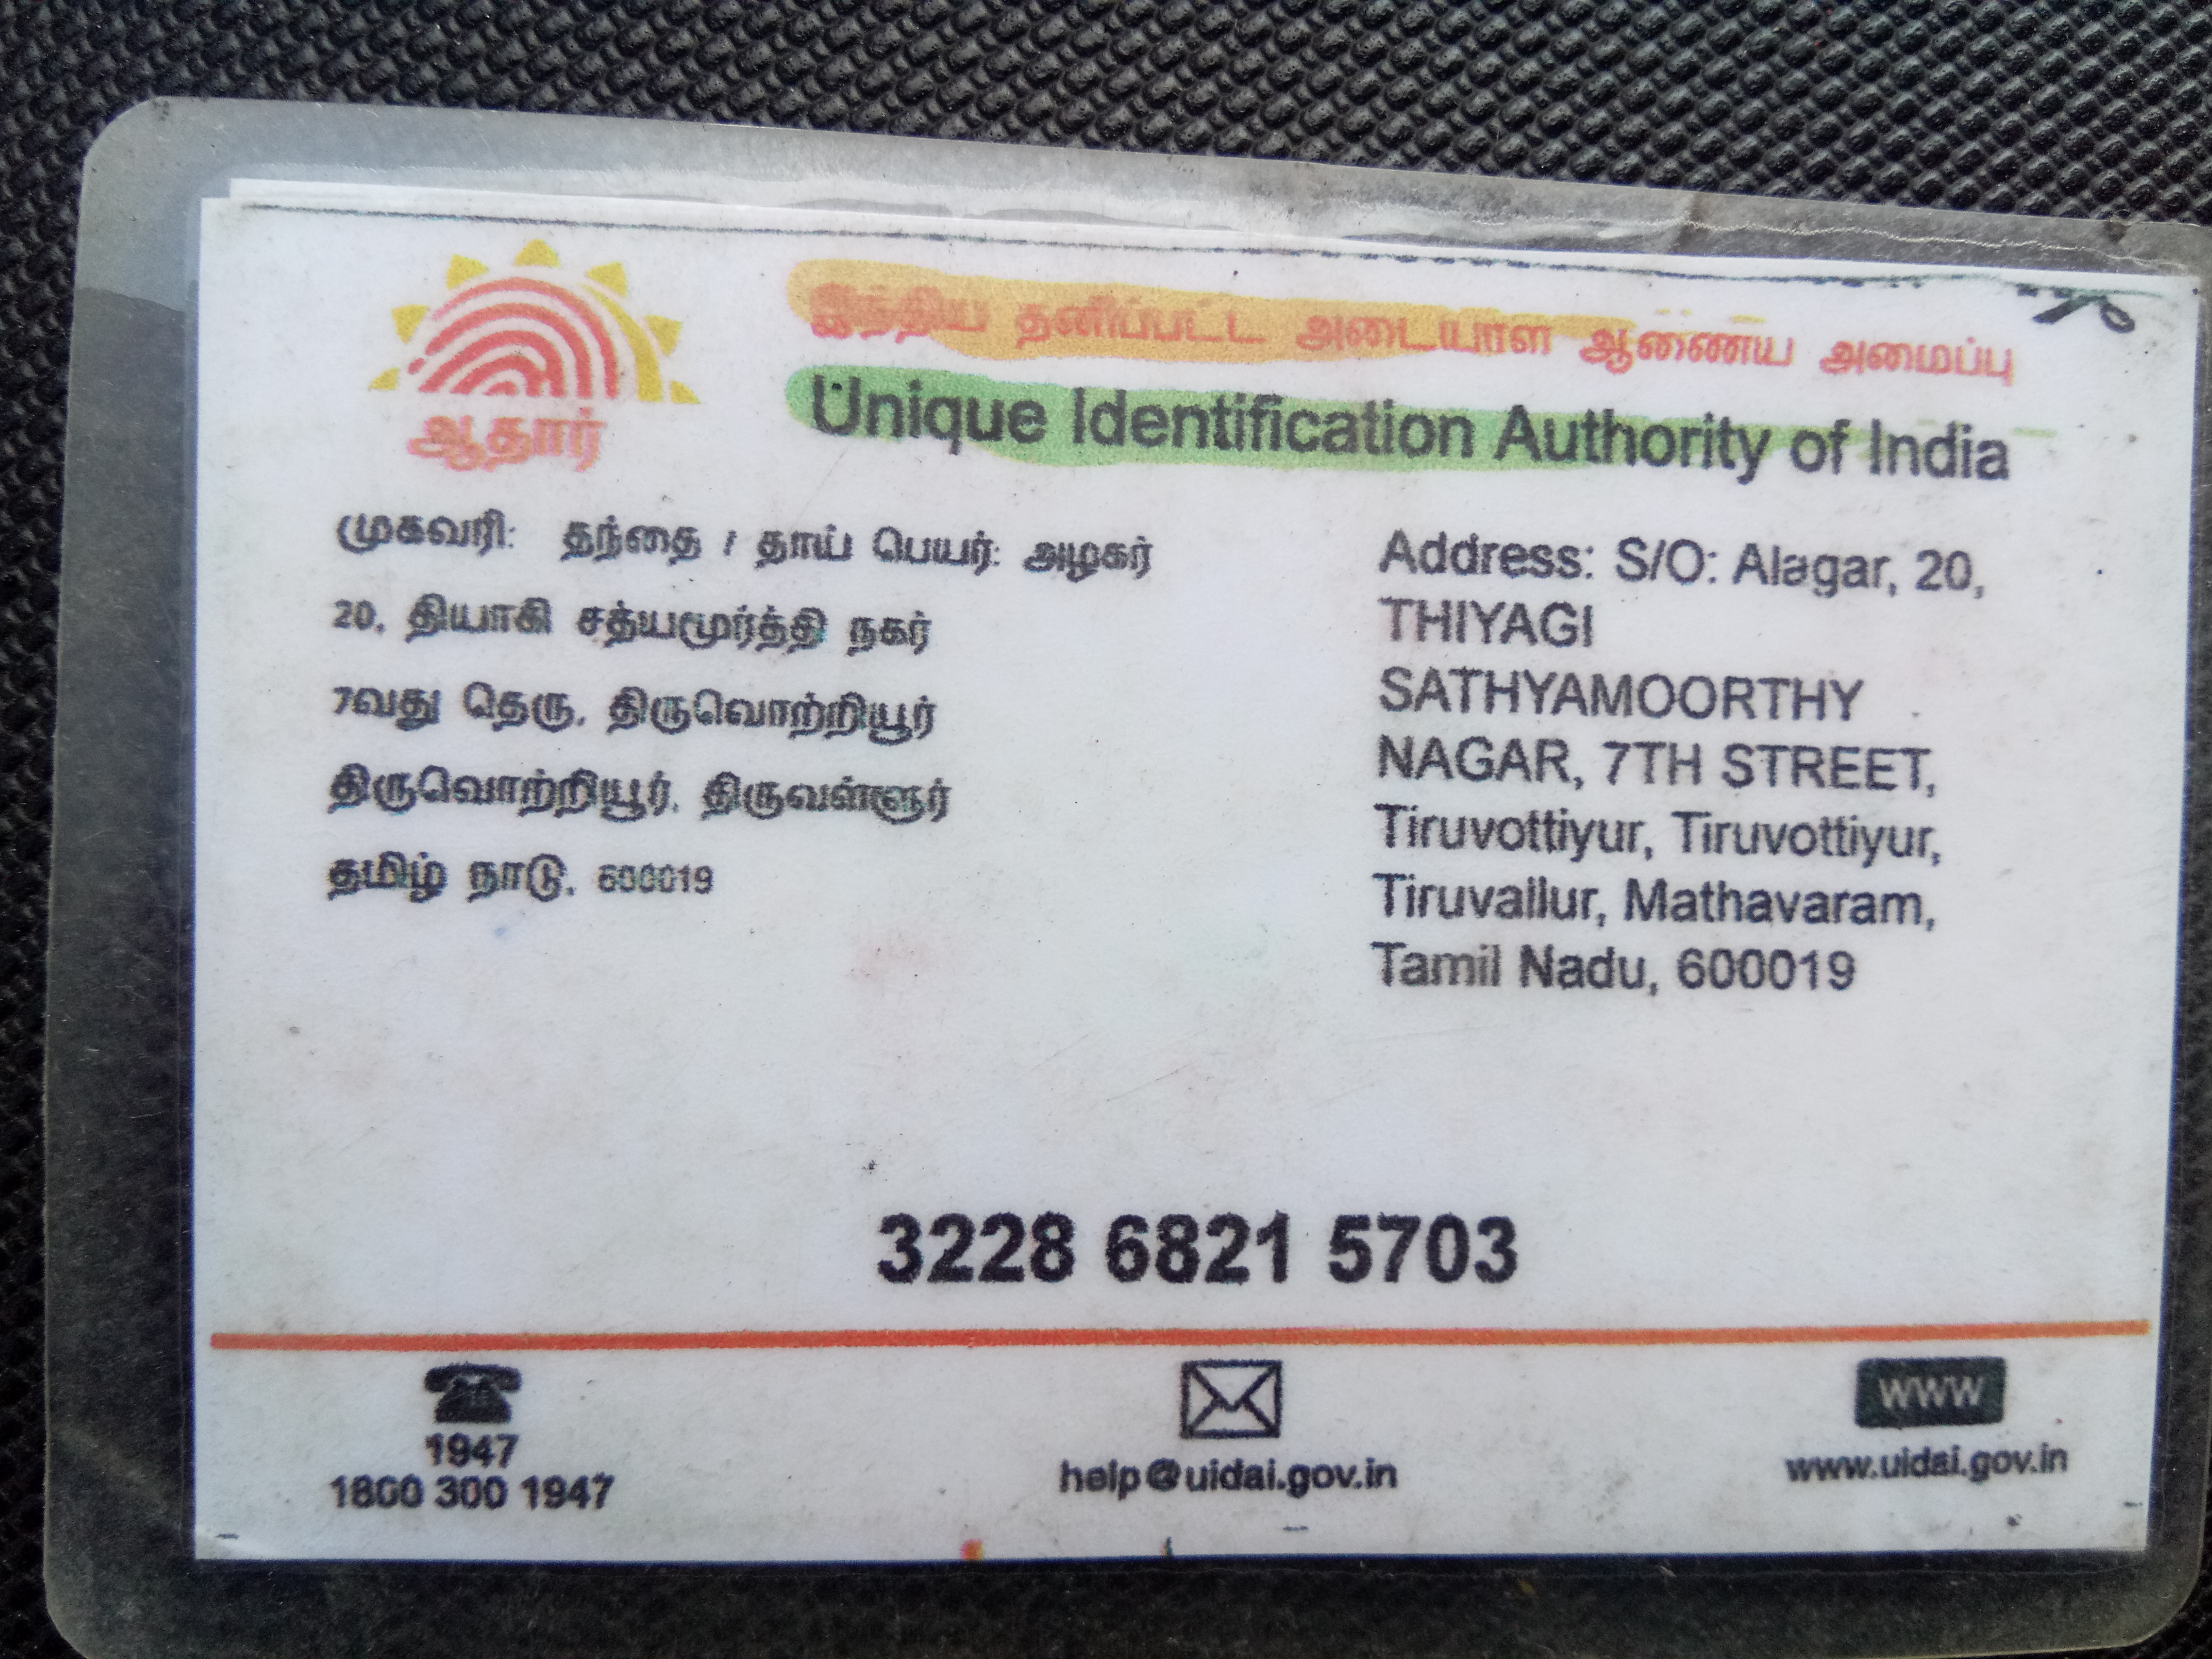 ஆதார்
இந்திய தனிப்பட்ட அடையாள ஆணைய அமைப்பு
Unique Identification Authority of India
முகவரி: தந்தை / தாய் பெயர்: அழகர்
20, தியாகி சத்யமூர்த்தி நகர்
7வது தெரு, திருவொற்றியூர்
திருவொற்றியூர், திருவள்ளூர்
தமிழ் நாடு, 600019
Address: S/O: Alagar, 20,
THIYAGI
SATHYAMOORTHY
NAGAR, 7TH STREET,
Tiruvottiyur, Tiruvottiyur,
Tiruvallur, Mathavaram,
Tamil Nadu, 600019
3228 6821 5703
1947
1800 300 1947
help@uidai.gov.in
WWW
www.uidai.gov.in